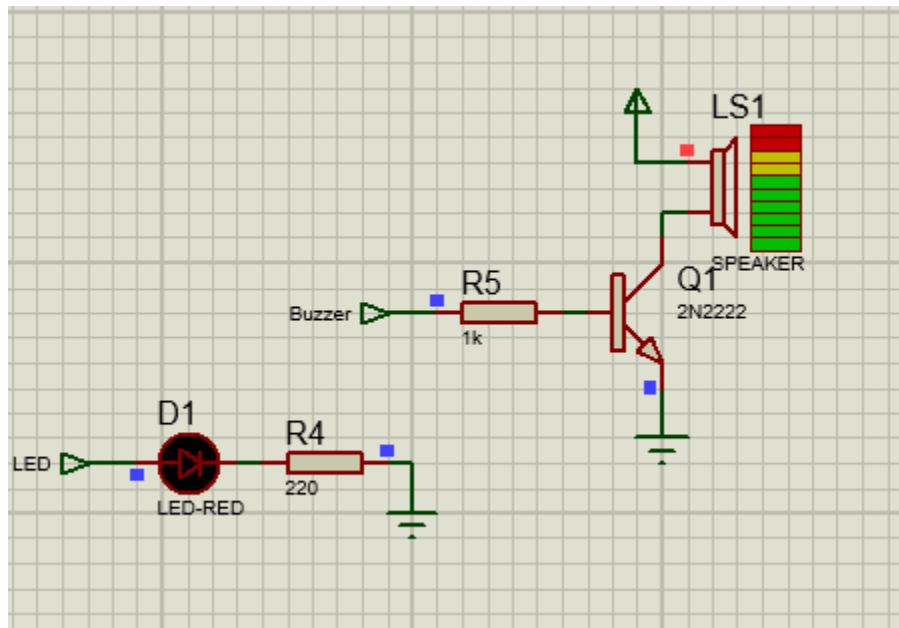 LS1
SPEAKER
Q1
2N2222
R5
1k
Buzzer
D1
LED-RED
R4
220
LED